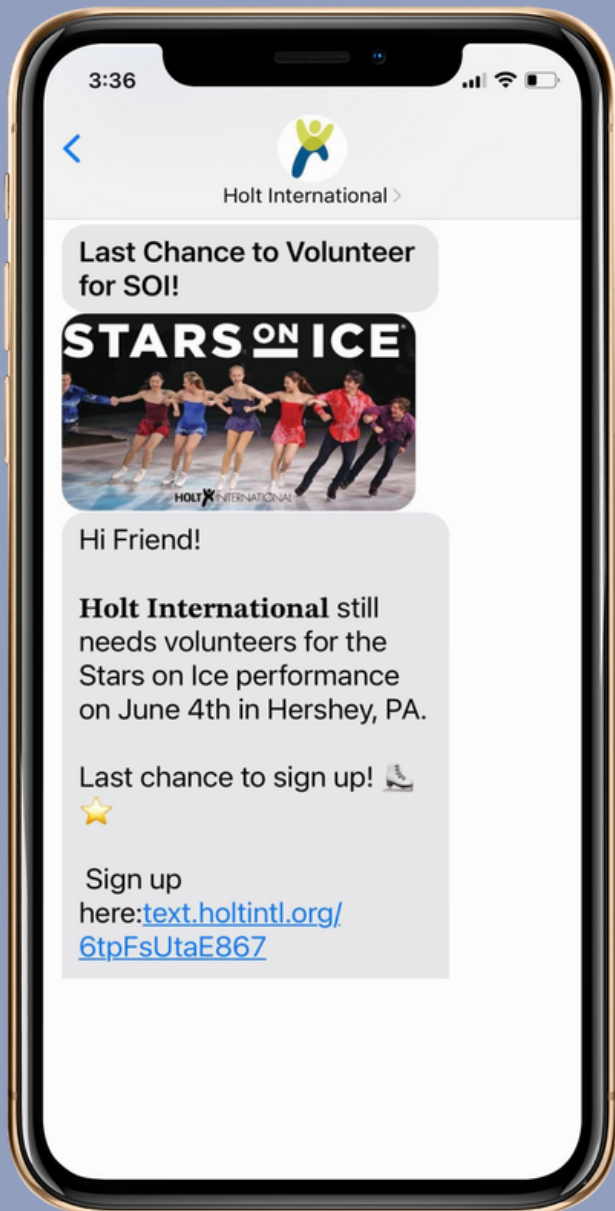 3:36
Holt International
Last Chance to Volunteer
for SOI!
STARS ON ICE
HOLT INTERNATIONAL
Hi Friend!
Holt International still
needs volunteers for the
Stars on Ice performance
on June 4th in Hershey, PA.
Last chance to sign up! ⛸️
⭐
Sign up
here:text.holtintl.org/
6tpFsUtaE867